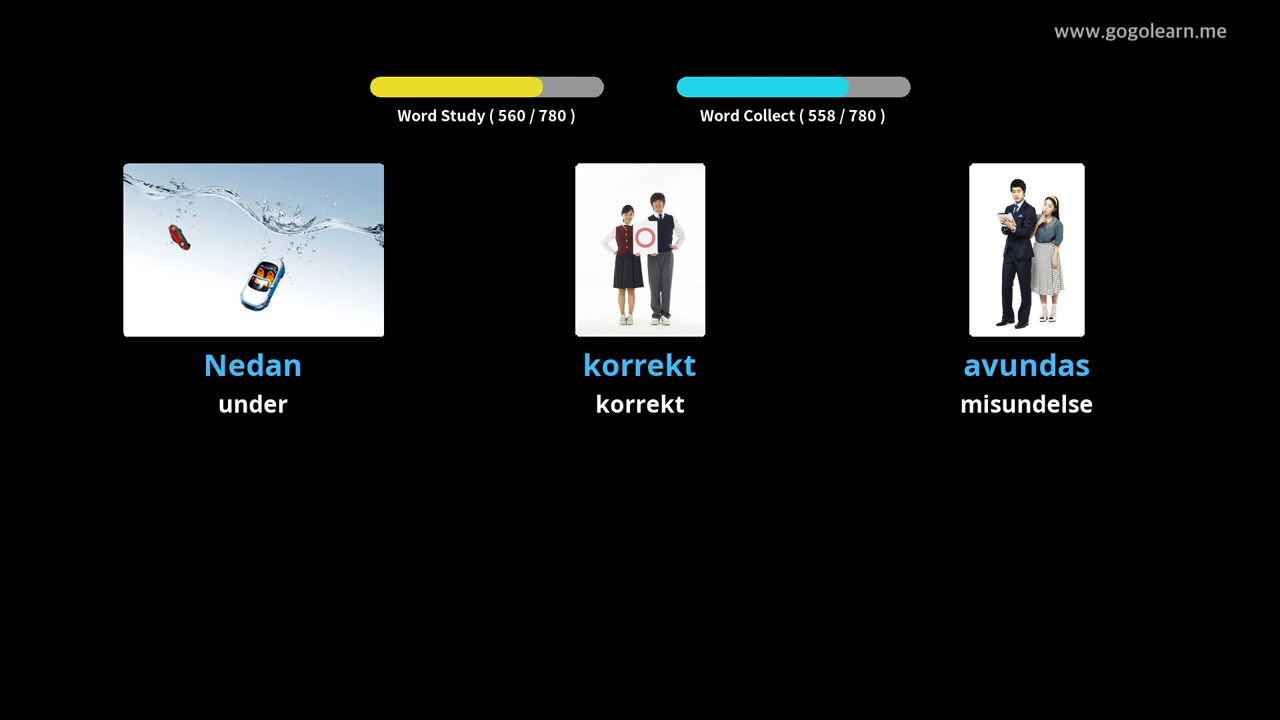 www.gogolearn.me
Word Study ( 560 / 780 )
Word Collect ( 558 / 780 )
Nedan
under
korrekt
korrekt
avundas
misundelse